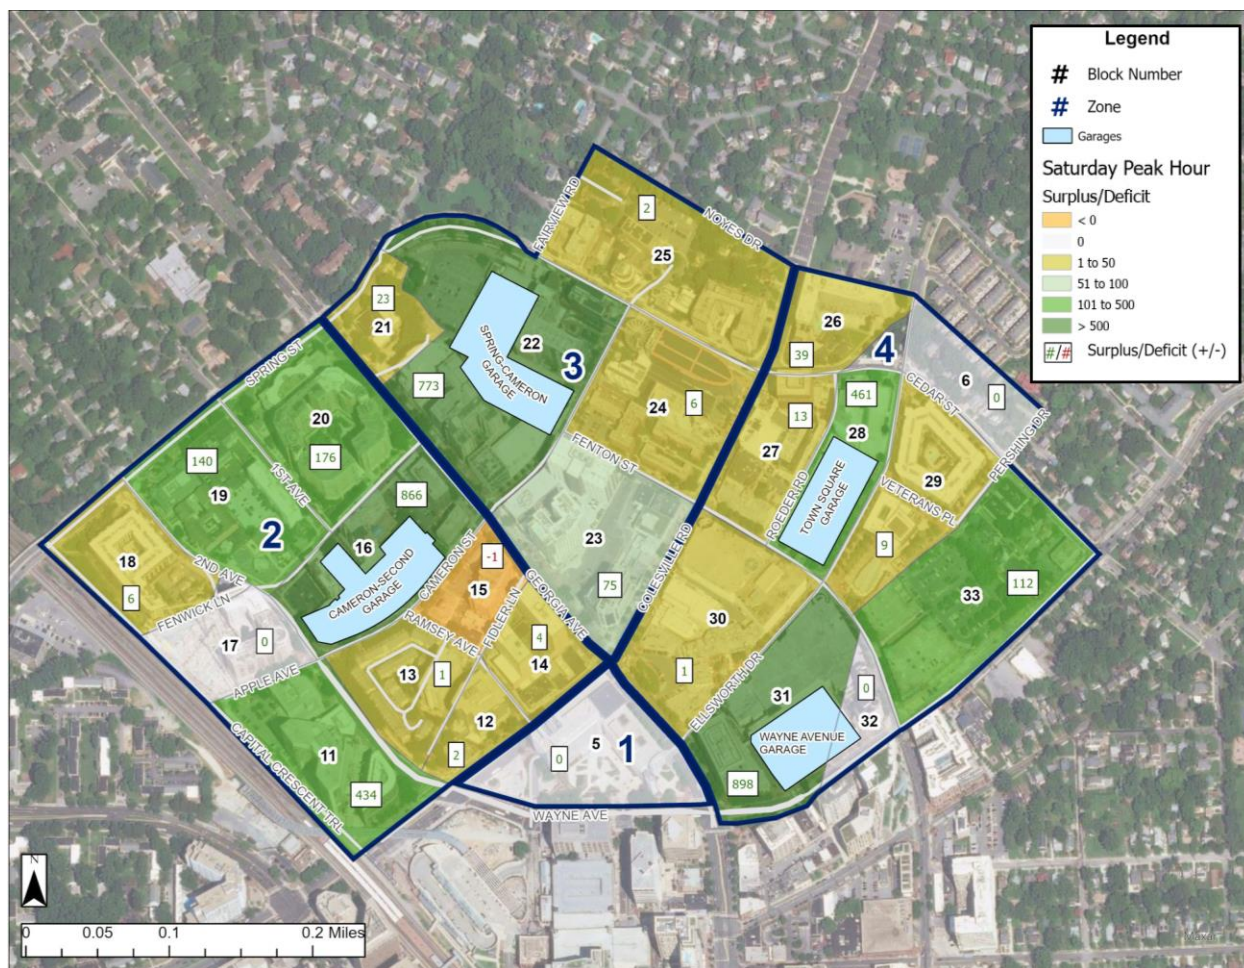 Legend
# Block Number
# Zone
Garages
Saturday Peak Hour
Surplus/Deficit
< 0
0
1 to 50
51 to 100
101 to 500
> 500
#/# Surplus/Deficit (+/-)
FAIRVIEW RD
NOYES DR
2
25
23
21
22
SPRING-CAMERON
GARAGE
3
773
26
39
4
6
0
CEDAR ST
PERSHING DR
SPRING ST
20
176
140
19
1ST AVE
2
24
6
FENTON ST
13
27
461
28
ROEDER RD
TOWN SQUARE
GARAGE
29
VETERANS PL
9
866
16
CAMERON-SECOND
GARAGE
CAMERON ST
-1
15
23
75
COLESVILLE RD
GEORGIA AVE
18
6
2ND AVE
FENWICK LN
17
0
APPLE AVE
RAMSEY AVE
FIDLER LN
4
14
13
1
12
2
30
1
ELLSWORTH DR
33
112
31
WAYNE AVENUE
GARAGE
898
0
32
11
434
CAPITAL CRESCENT TRL
5
0
1
WAYNE AVE
N
0 0.05 0.1 0.2 Miles